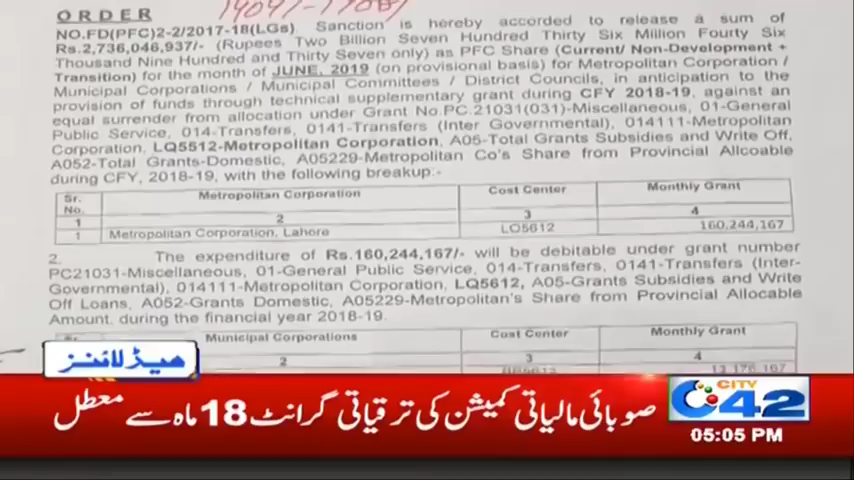 ORDER
NO.FD(PFC)2-2/2017-18(LGs). Sanction is hereby accorded to release a sum of
Rs.2,736,046,937/- (Rupees Two Billion Seven Hundred Thirty Six Million Fourty Six
Thousand Nine Hundred and Thirty Seven only) as PFC Share (Current/ Non-Development +
Transition) for the month of JUNE, 2019 (on provisional basis) for Metropolitan Corporation /
Municipal Corporations / Municipal Committees / District Councils, in anticipation to the
provision of funds through technical supplementary grant during CFY 2018-19, against an
equal surrender from allocation under Grant No.PC.21031(031)-Miscellaneous, 01-General
Public Service, 014-Transfers, 0141-Transfers (Inter Governmental), 014111-Metropolitan
Corporation, LQ5512-Metropolitan Corporation, A05-Total Grants Subsidies and Write Off,
A052-Total Grants-Domestic, A05229-Metropolitan Co's Share from Provincial Allcoable
during CFY, 2018-19, with the following breakup:-
Sr. No. Metropolitan Corporation Cost Center Monthly Grant
1 2 3 4
1 Metropolitan Corporation, Lahore LO5612 160,244,167
2. The expenditure of Rs.160,244,167/- will be debitable under grant number
PC21031-Miscellaneous, 01-General Public Service, 014-Transfers, 0141-Transfers (Inter-
Governmental), 014111-Metropolitan Corporation, LQ5612, A05-Grants Subsidies and Write
Off Loans, A052-Grants Domestic, A05229-Metropolitan's Share from Provincial Allocable
Amount, during the financial year 2018-19.
Municipal Corporations Cost Center Monthly Grant
2 3 4
ھیڈلائنز
صوبائی مالیاتی کمیشن کی ترقیاتی گرانٹ 18 ماہ سے معطل
CITY
42
05:05 PM